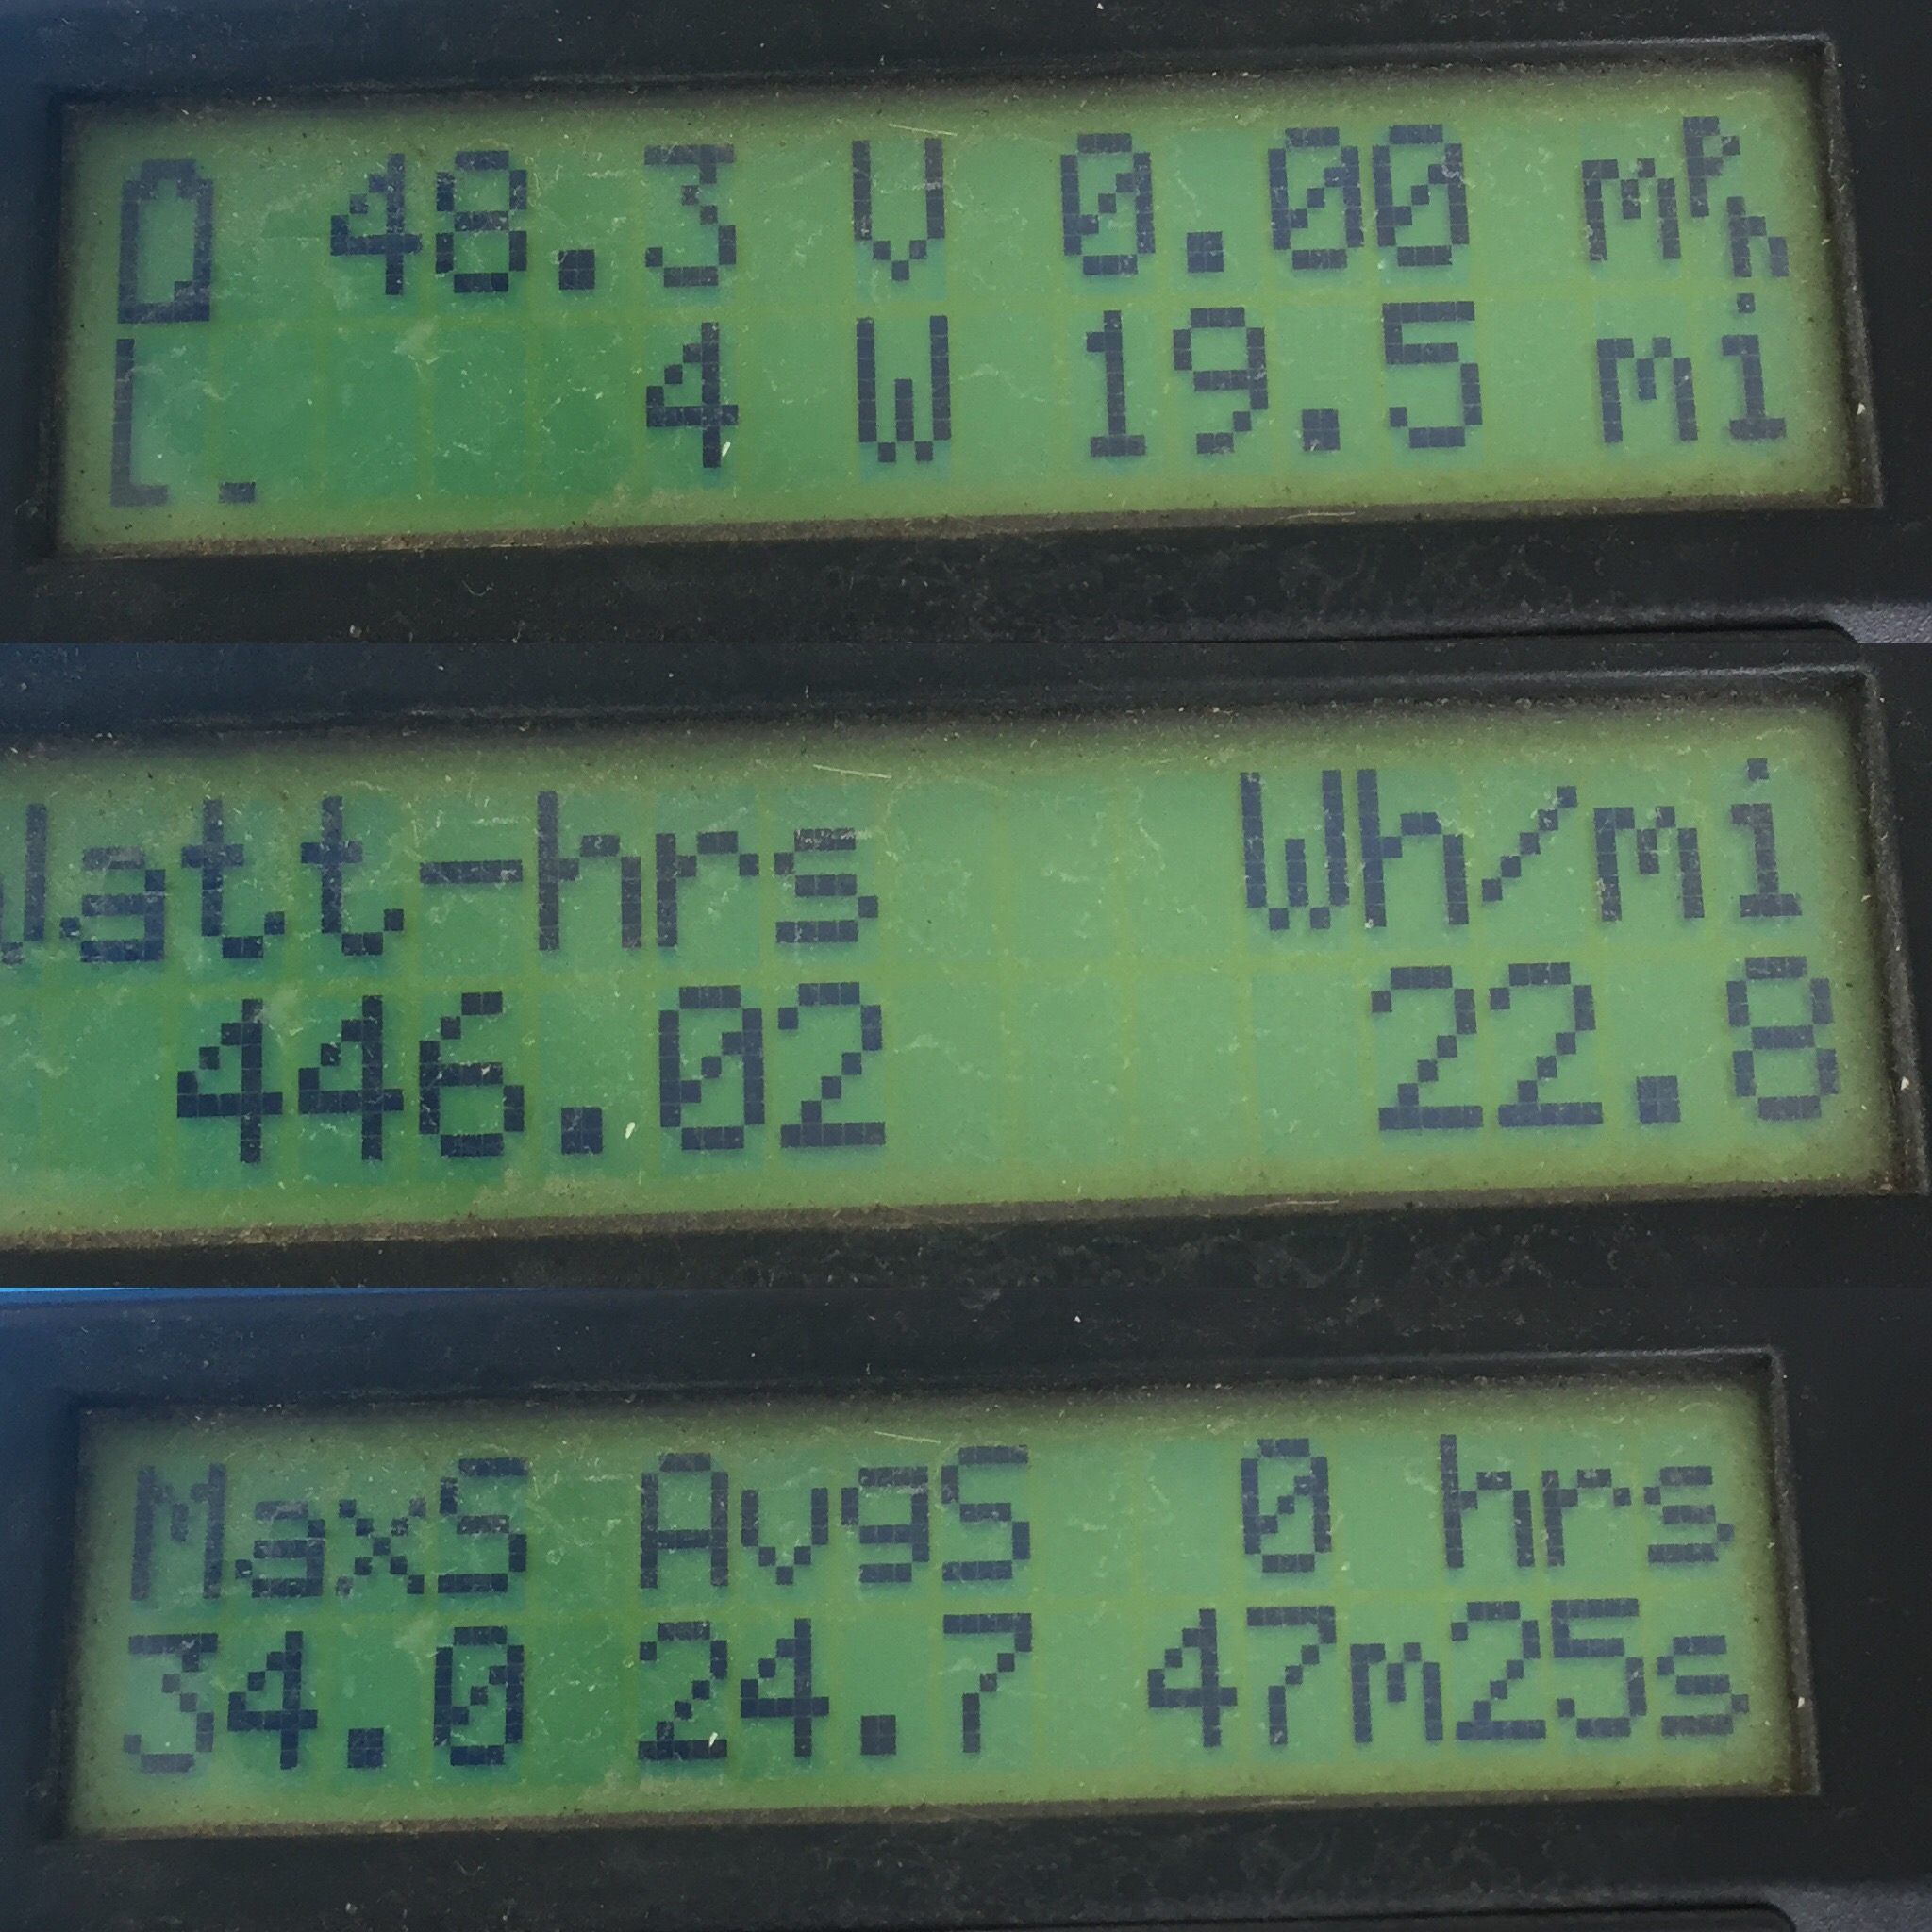 48.3 V 0.00 mph
4 W 19.5 mi
Watt-hrs Wh/mi
446.02 22.8
MaxS AvgS 0 hrs
34.0 24.7 47m25s